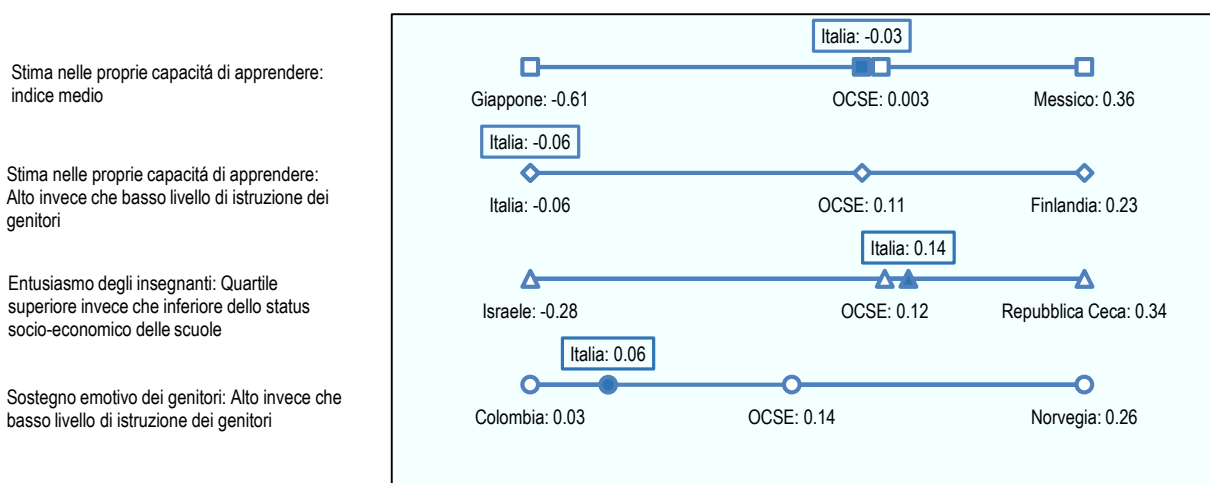 Italia: -0.03
Stima nelle proprie capacitá di apprendere:
indice medio
Giappone: -0.61 OCSE: 0.003 Messico: 0.36
Italia: -0.06
Stima nelle proprie capacitá di apprendere:
Alto invece che basso livello di istruzione dei
genitori
Italia: -0.06 OCSE: 0.11 Finlandia: 0.23
Italia: 0.14
Entusiasmo degli insegnanti: Quartile
superiore invece che inferiore dello status
socio-economico delle scuole
Israele: -0.28 OCSE: 0.12 Repubblica Ceca: 0.34
Italia: 0.06
Sostegno emotivo dei genitori: Alto invece che
basso livello di istruzione dei genitori
Colombia: 0.03 OCSE: 0.14 Norvegia: 0.26